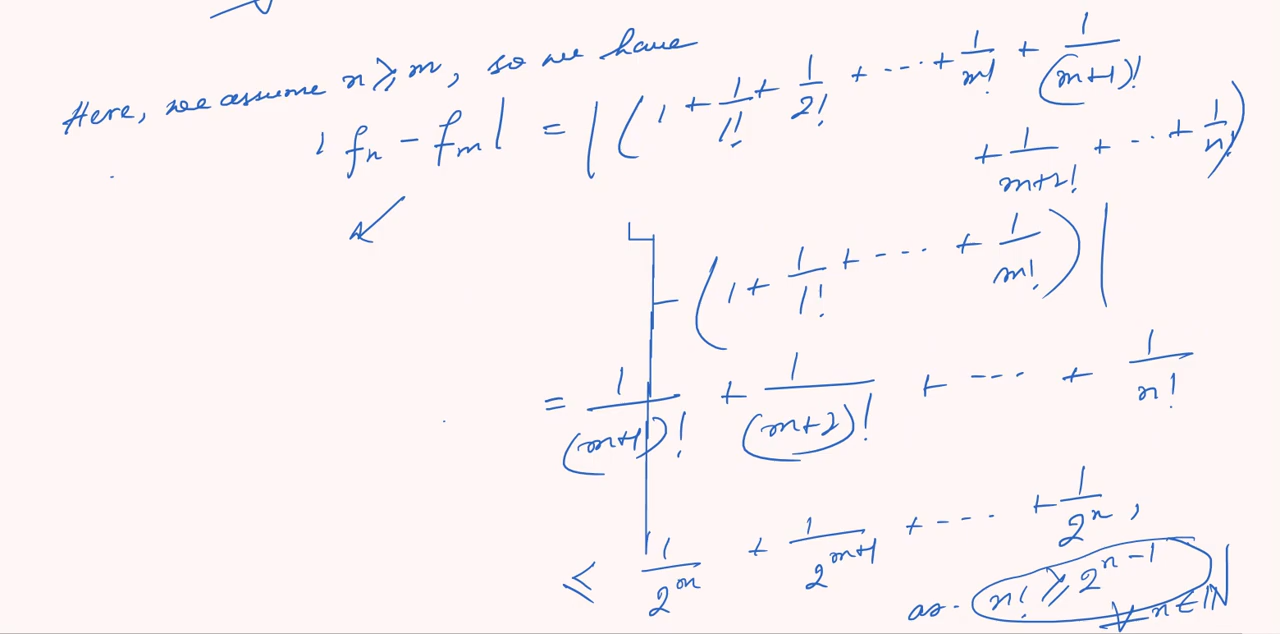 Here, we assume n ≥ m, so we have
| fn - fm | = | ( 1 + 1/1! + 1/2! + ... + 1/m! + 1/(m+1)!
+ 1/m+2! + ... + 1/n! )
- ( 1 + 1/1! + --- + 1/m! ) |
= 1/(m+1)! + 1/(m+2)! + --- + 1/n!
< 1/2^m + 1/2^(m+1) + --- + 1/2^n ,
as. n! ≥ 2^(n-1)
∀ n ∈ ℕ